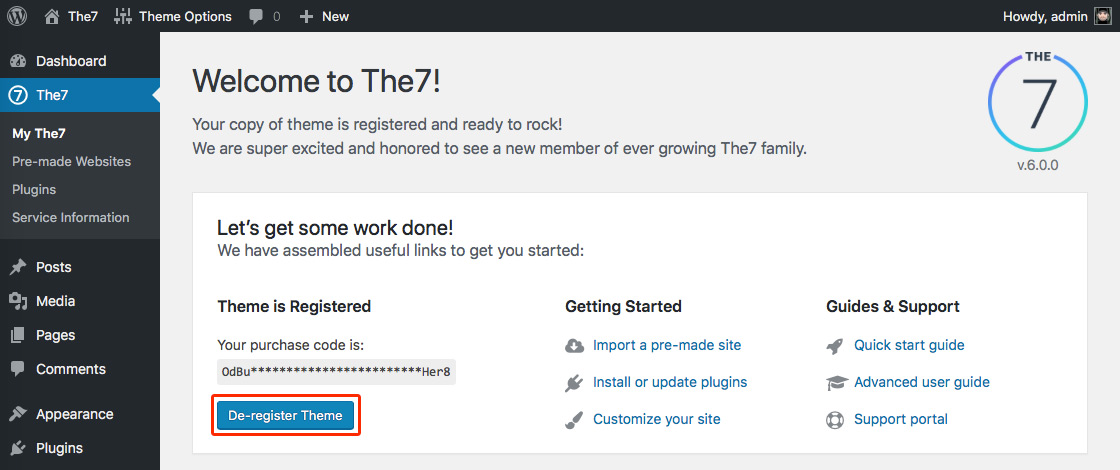 The7
Theme Options
0
New
Howdy, admin
Dashboard
The7
My The7
Pre-made Websites
Plugins
Service Information
Posts
Media
Pages
Comments
Appearance
Plugins
Welcome to The7!
Your copy of theme is registered and ready to rock!
We are super excited and honored to see a new member of ever growing The7 family.
THE
7
v.6.0.0
Let’s get some work done!
We have assembled useful links to get you started:
Theme is Registered
Your purchase code is:
OdBu************************Her8
De-register Theme
Getting Started
Import a pre-made site
Install or update plugins
Customize your site
Guides & Support
Quick start guide
Advanced user guide
Support portal